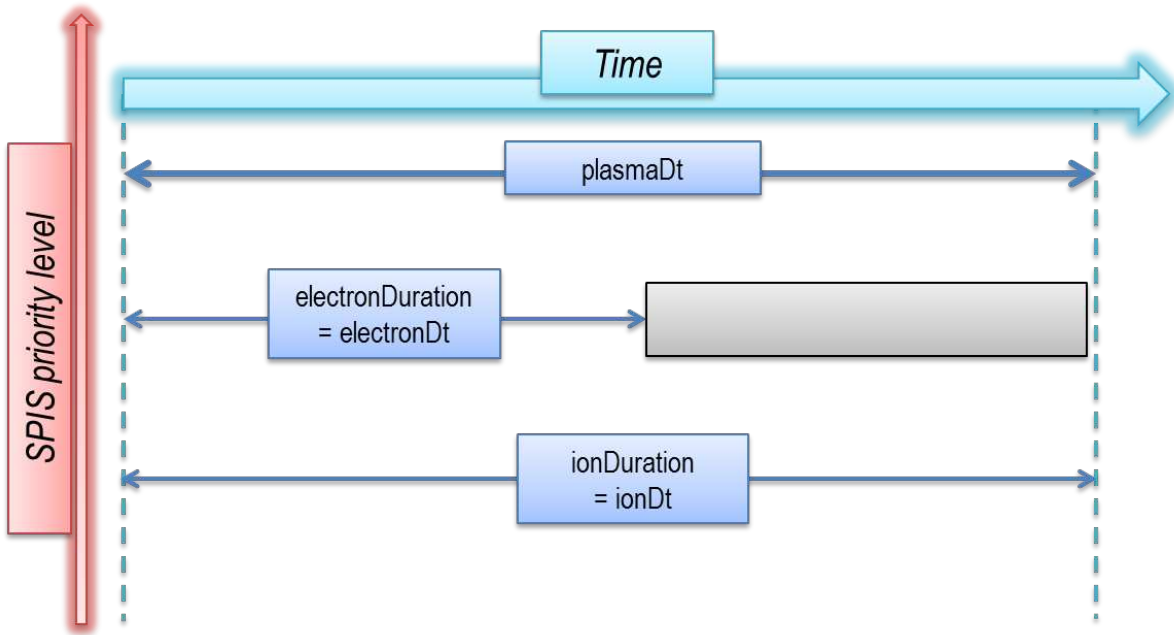 Time
SPIS priority level
plasmaDt
electronDuration
= electronDt
ionDuration
= ionDt